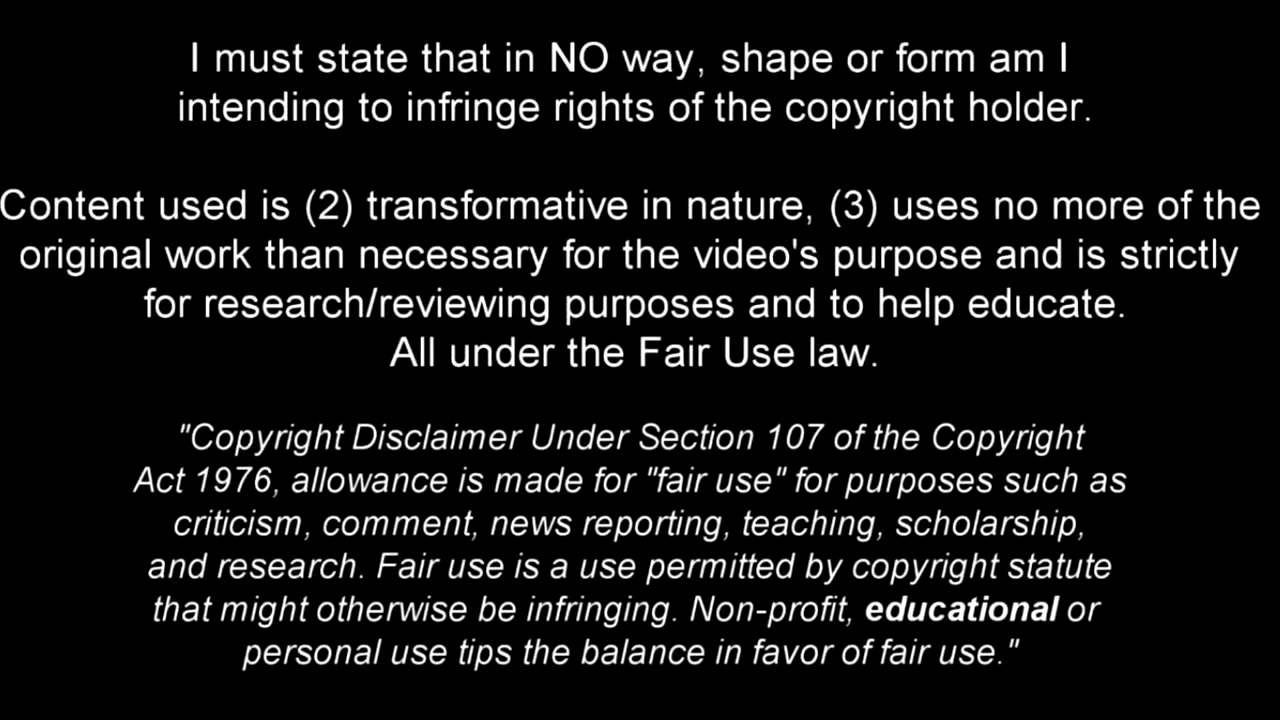 I must state that in NO way, shape or form am I
intending to infringe rights of the copyright holder.
Content used is (2) transformative in nature, (3) uses no more of the
original work than necessary for the video's purpose and is strictly
for research/reviewing purposes and to help educate.
All under the Fair Use law.
"Copyright Disclaimer Under Section 107 of the Copyright
Act 1976, allowance is made for "fair use" for purposes such as
criticism, comment, news reporting, teaching, scholarship,
and research. Fair use is a use permitted by copyright statute
that might otherwise be infringing. Non-profit, educational or
personal use tips the balance in favor of fair use."